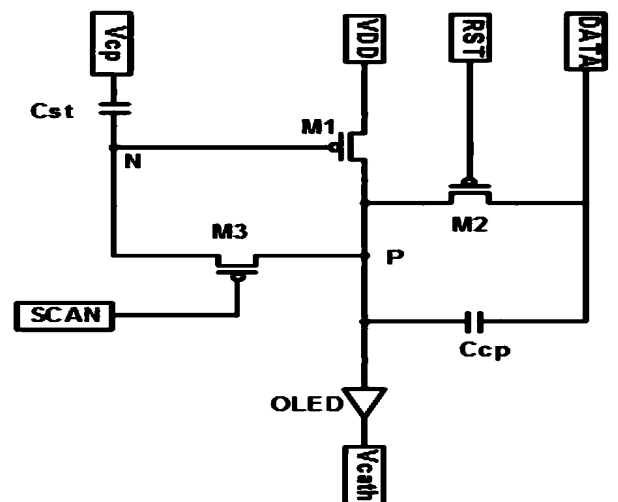 Vcp
VDD
RST
DATA
Cst
M1
N
M2
M3
P
SCAN
Ccp
OLED
Vcath